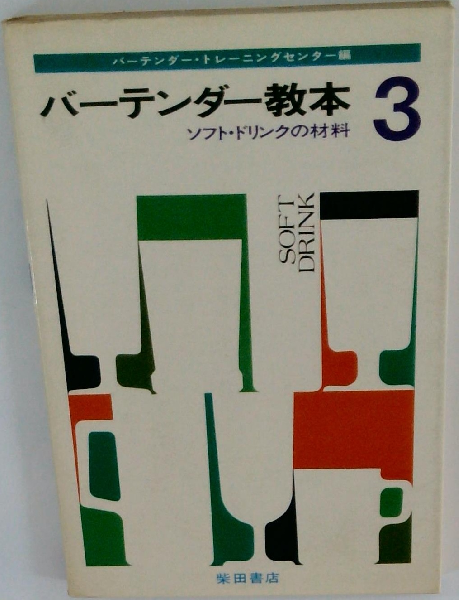 バーテンダー・トレーニングセンター編
バーテンダー教本 3
ソフト・ドリンクの材料
SOFT
DRINK
柴田書店